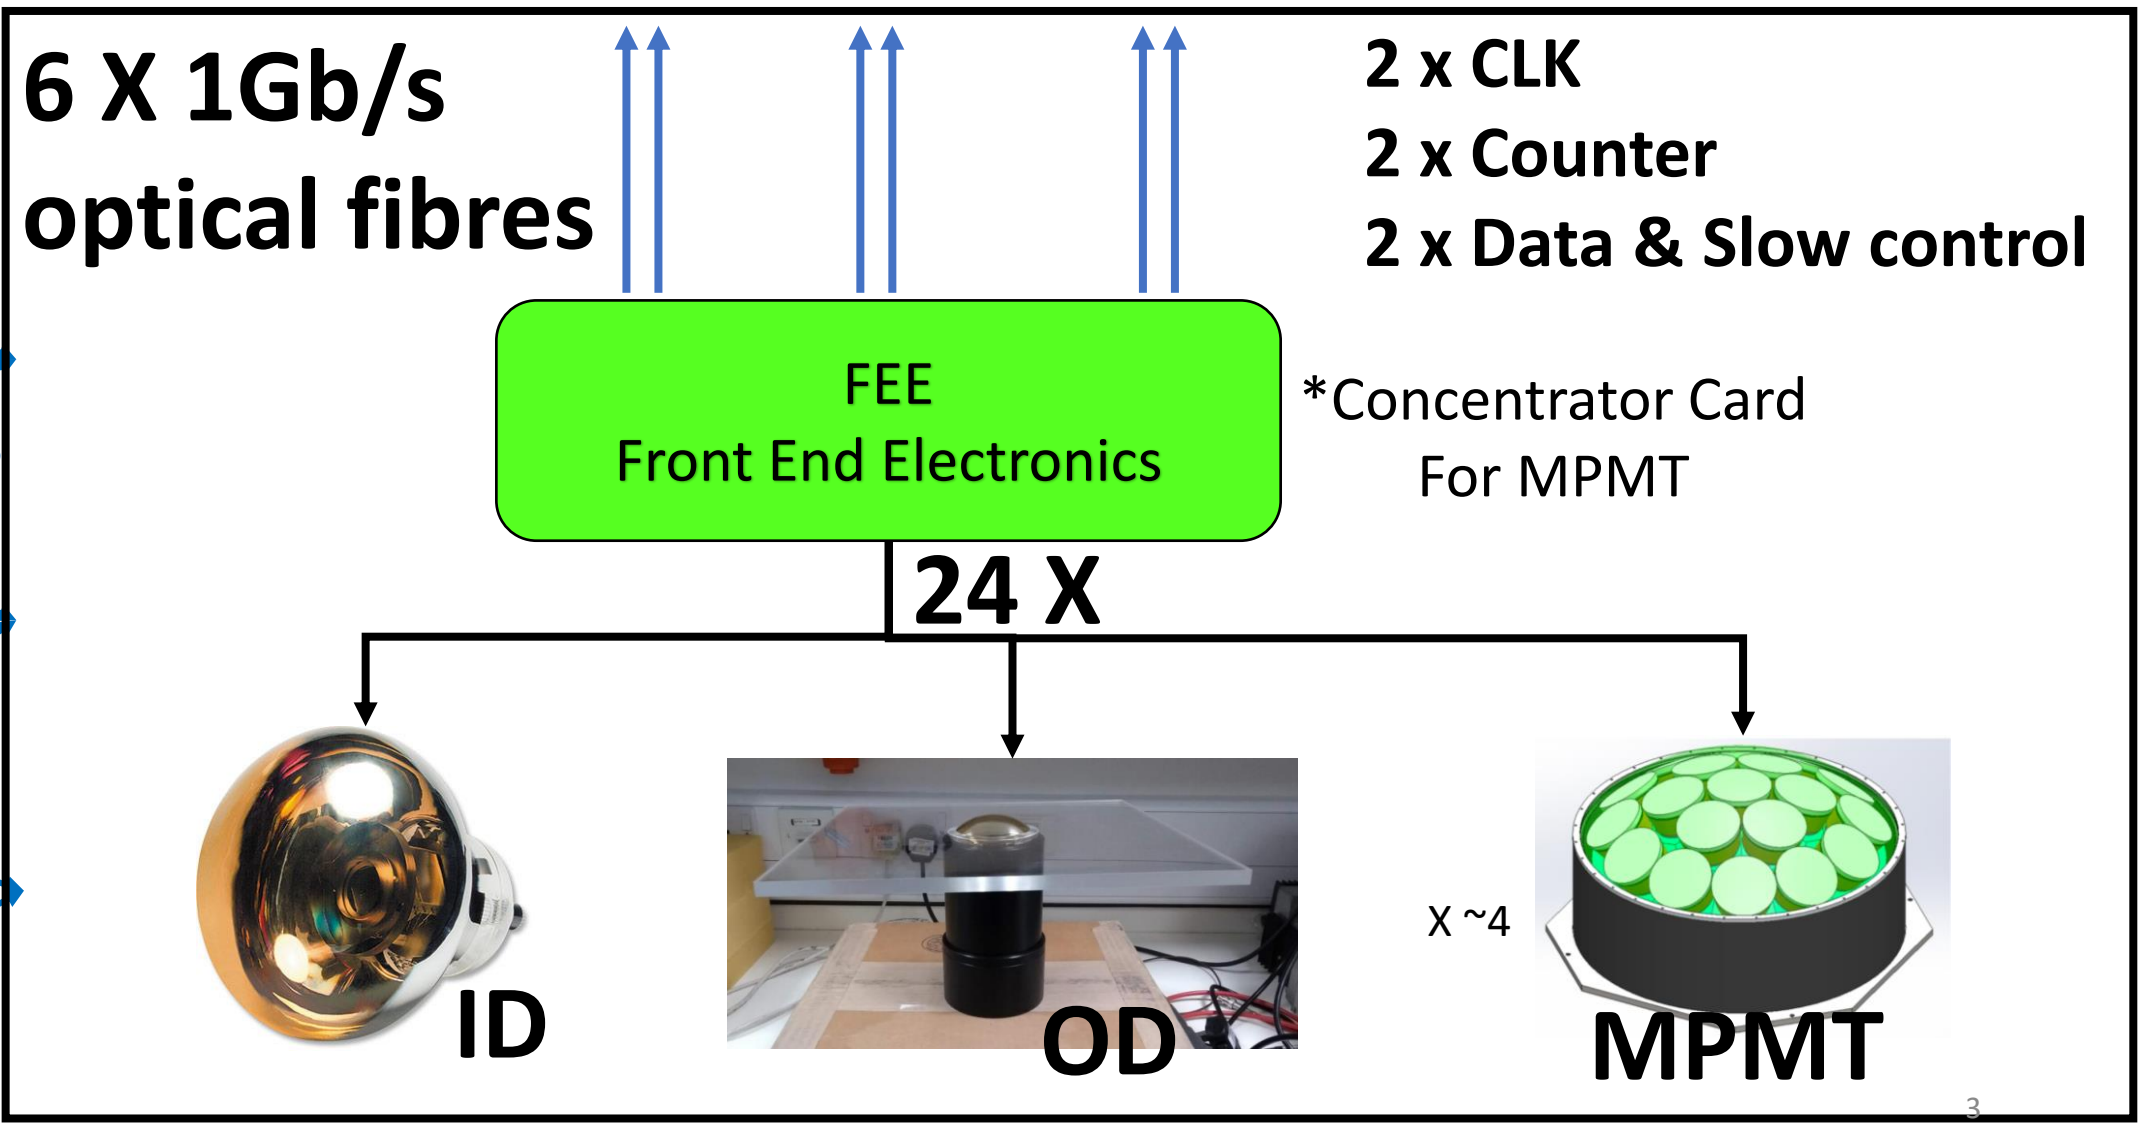 6 X 1Gb/s
optical fibres
2 x CLK
2 x Counter
2 x Data & Slow control
FEE
Front End Electronics
*Concentrator Card
For MPMT
24 X
X ~4
ID
OD
MPMT
3